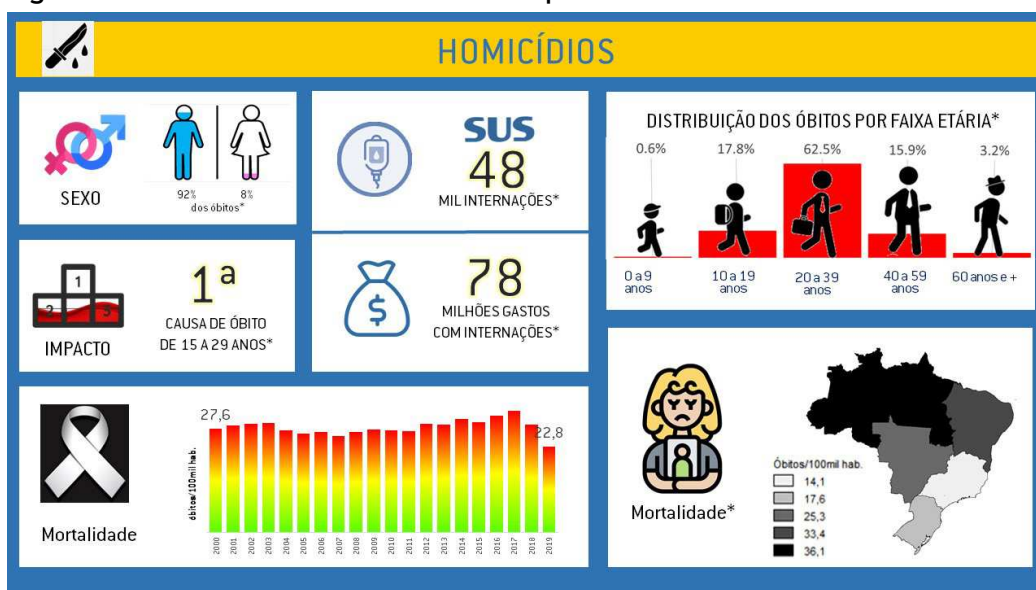 HOMICÍDIOS
SEXO
92%
8%
dos óbitos*
SUS
48
MIL INTERNAÇÕES*
DISTRIBUIÇÃO DOS ÓBITOS POR FAIXA ETÁRIA*
0.6% 17.8% 62.5% 15.9% 3.2%
0 a 9 anos
10 a 19 anos
20 a 39 anos
40 a 59 anos
60 anos e +
1
2 3
IMPACTO
1ª
CAUSA DE ÓBITO
DE 15 A 29 ANOS*
$
78
MILHÕES GASTOS
COM INTERNAÇÕES*
Mortalidade
27,6
22,8
óbitos/100mil hab.
2000 2001 2002 2003 2004 2005 2006 2007 2008 2009 2010 2011 2012 2013 2014 2015 2016 2017 2018 2019
Mortalidade*
Óbitos/100mil hab.
14,1
17,6
25,3
33,4
36,1